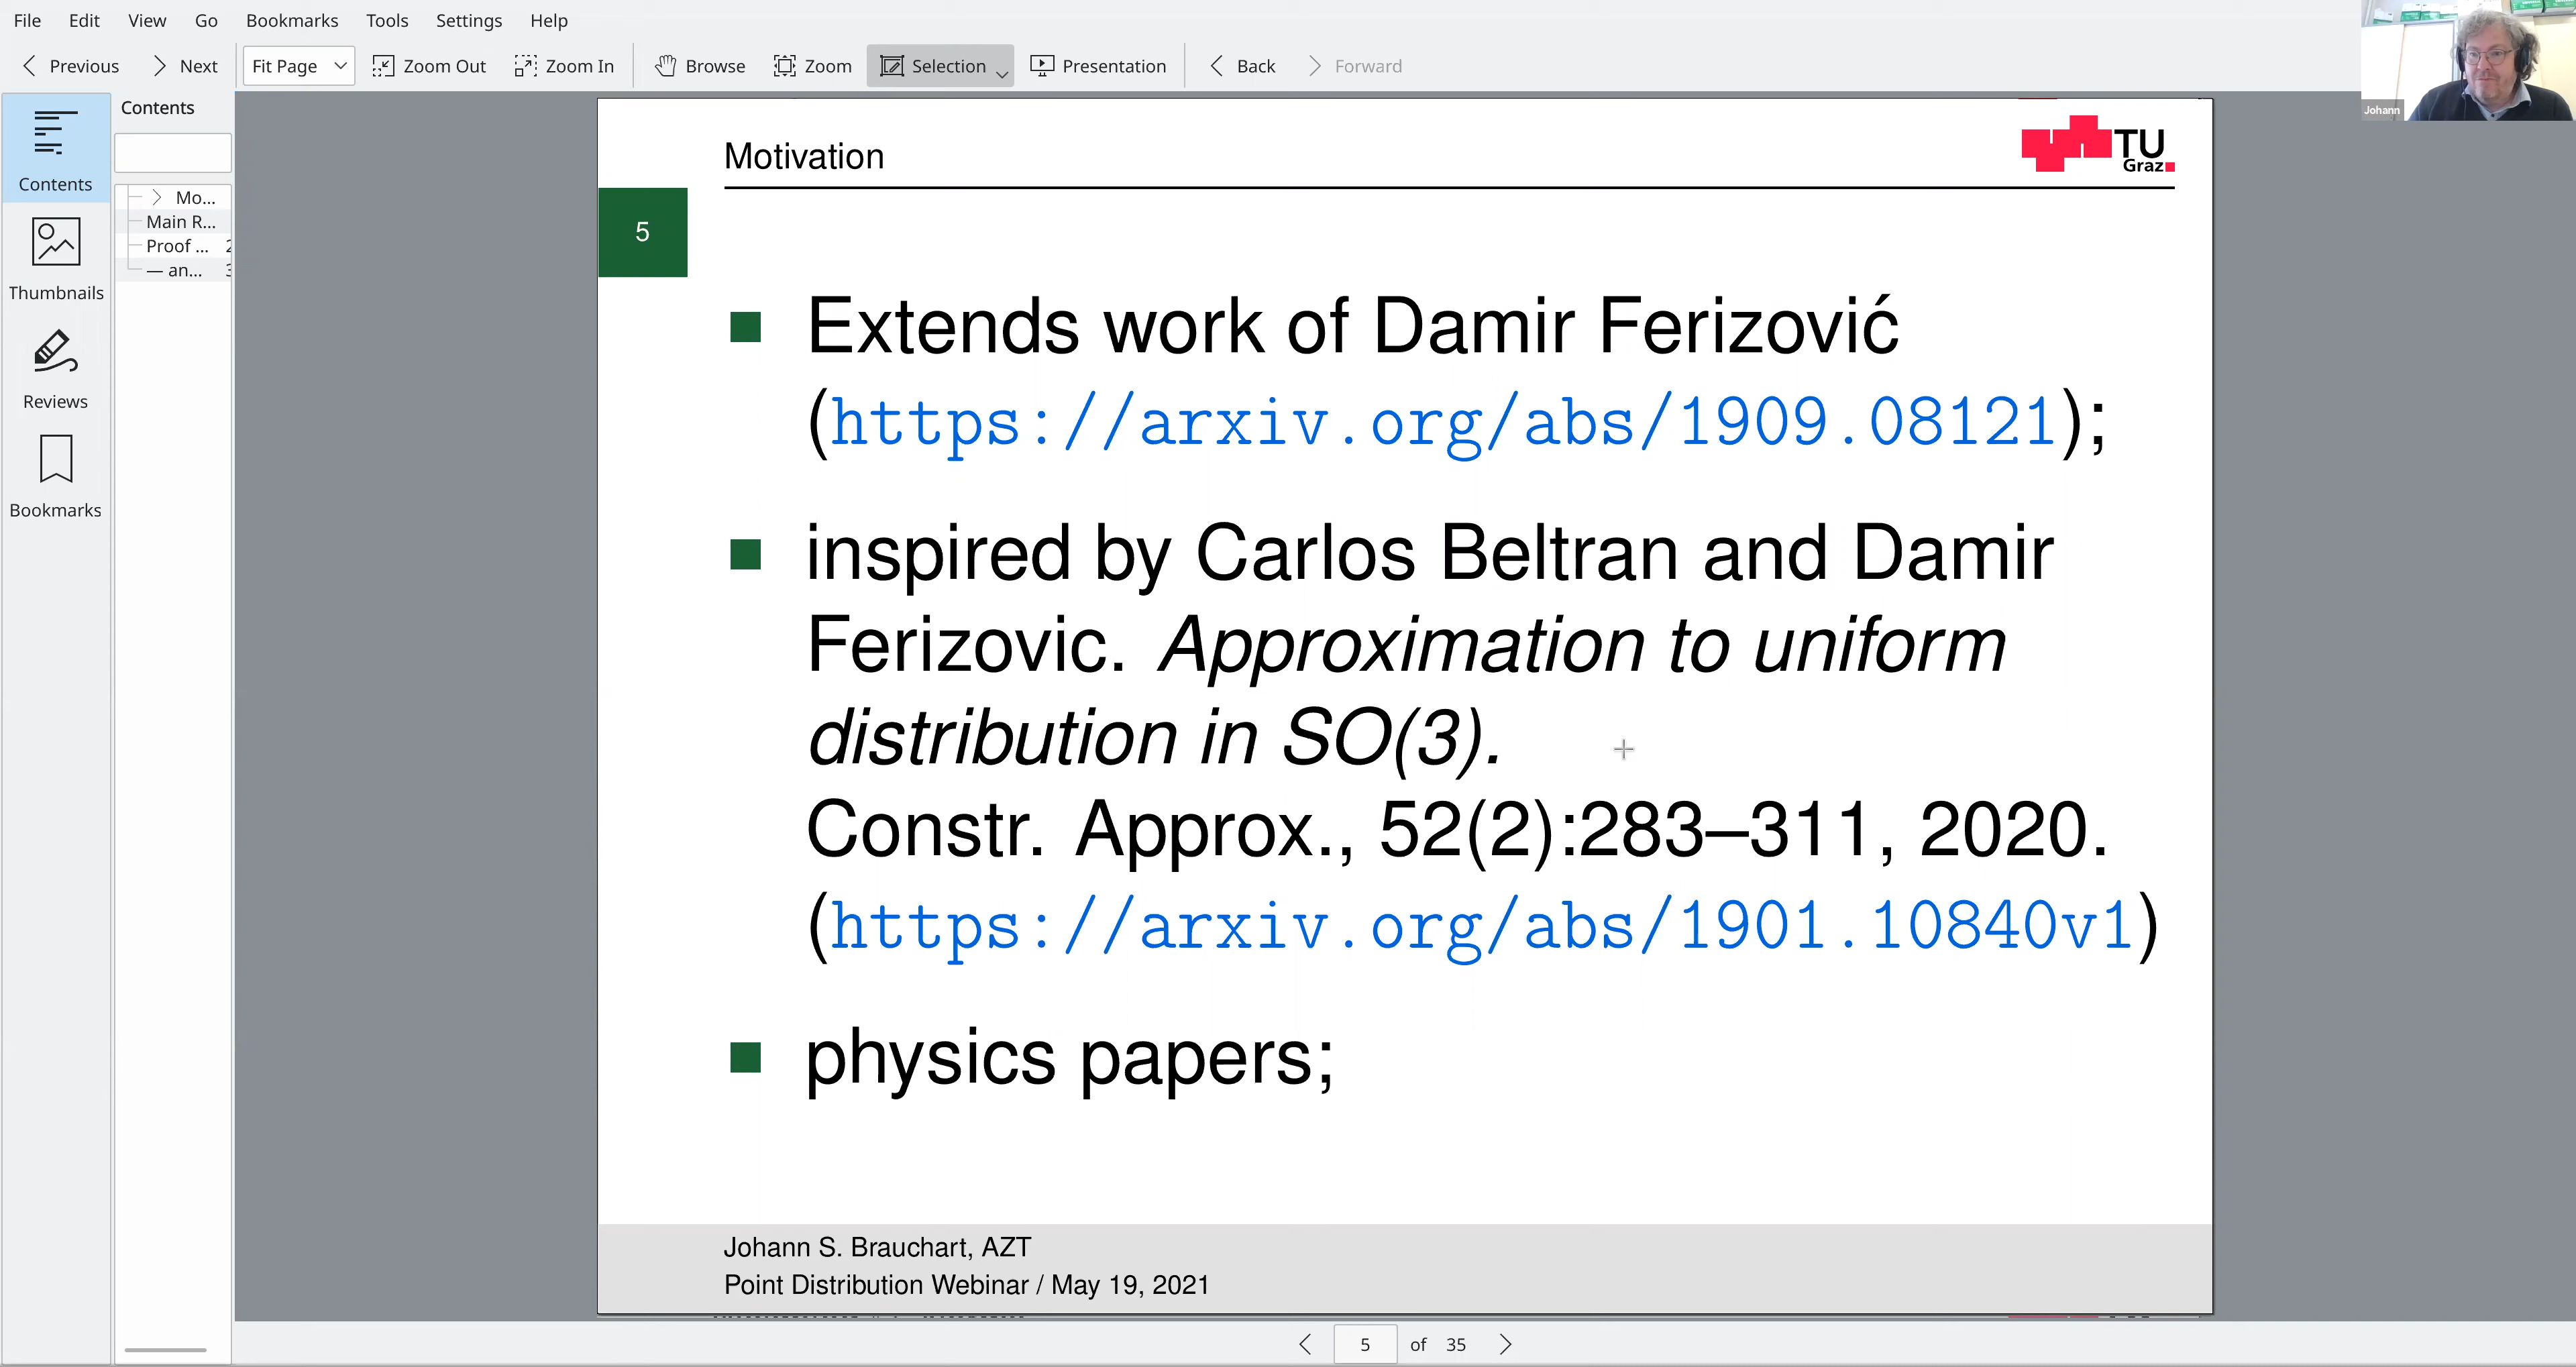 File Edit View Go Bookmarks Tools Settings Help
Previous Next Fit Page Zoom Out Zoom In Browse Zoom Selection Presentation Back Forward
Johann
Contents
Contents
Mo...
Main R...
Proof ... 2
— an... 3
Thumbnails
Reviews
Bookmarks
Motivation
TU
Graz
5
Extends work of Damir Ferizović
(https://arxiv.org/abs/1909.08121);
inspired by Carlos Beltran and Damir
Ferizovic. Approximation to uniform
distribution in SO(3).
Constr. Approx., 52(2):283–311, 2020.
(https://arxiv.org/abs/1901.10840v1)
physics papers;
Johann S. Brauchart, AZT
Point Distribution Webinar / May 19, 2021
5 of 35